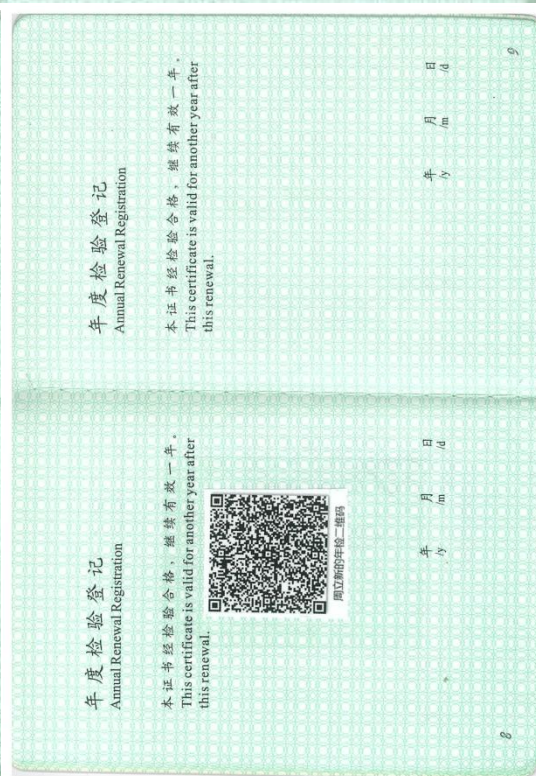 年度检验登记
Annual Renewal Registration
本证书经检验合格，继续有效一年。
This certificate is valid for another year after
this renewal.
周立新的年检二维码
年 月 日
/y /m /d
8
年度检验登记
Annual Renewal Registration
本证书经检验合格，继续有效一年。
This certificate is valid for another year after
this renewal.
年 月 日
/y /m /d
9